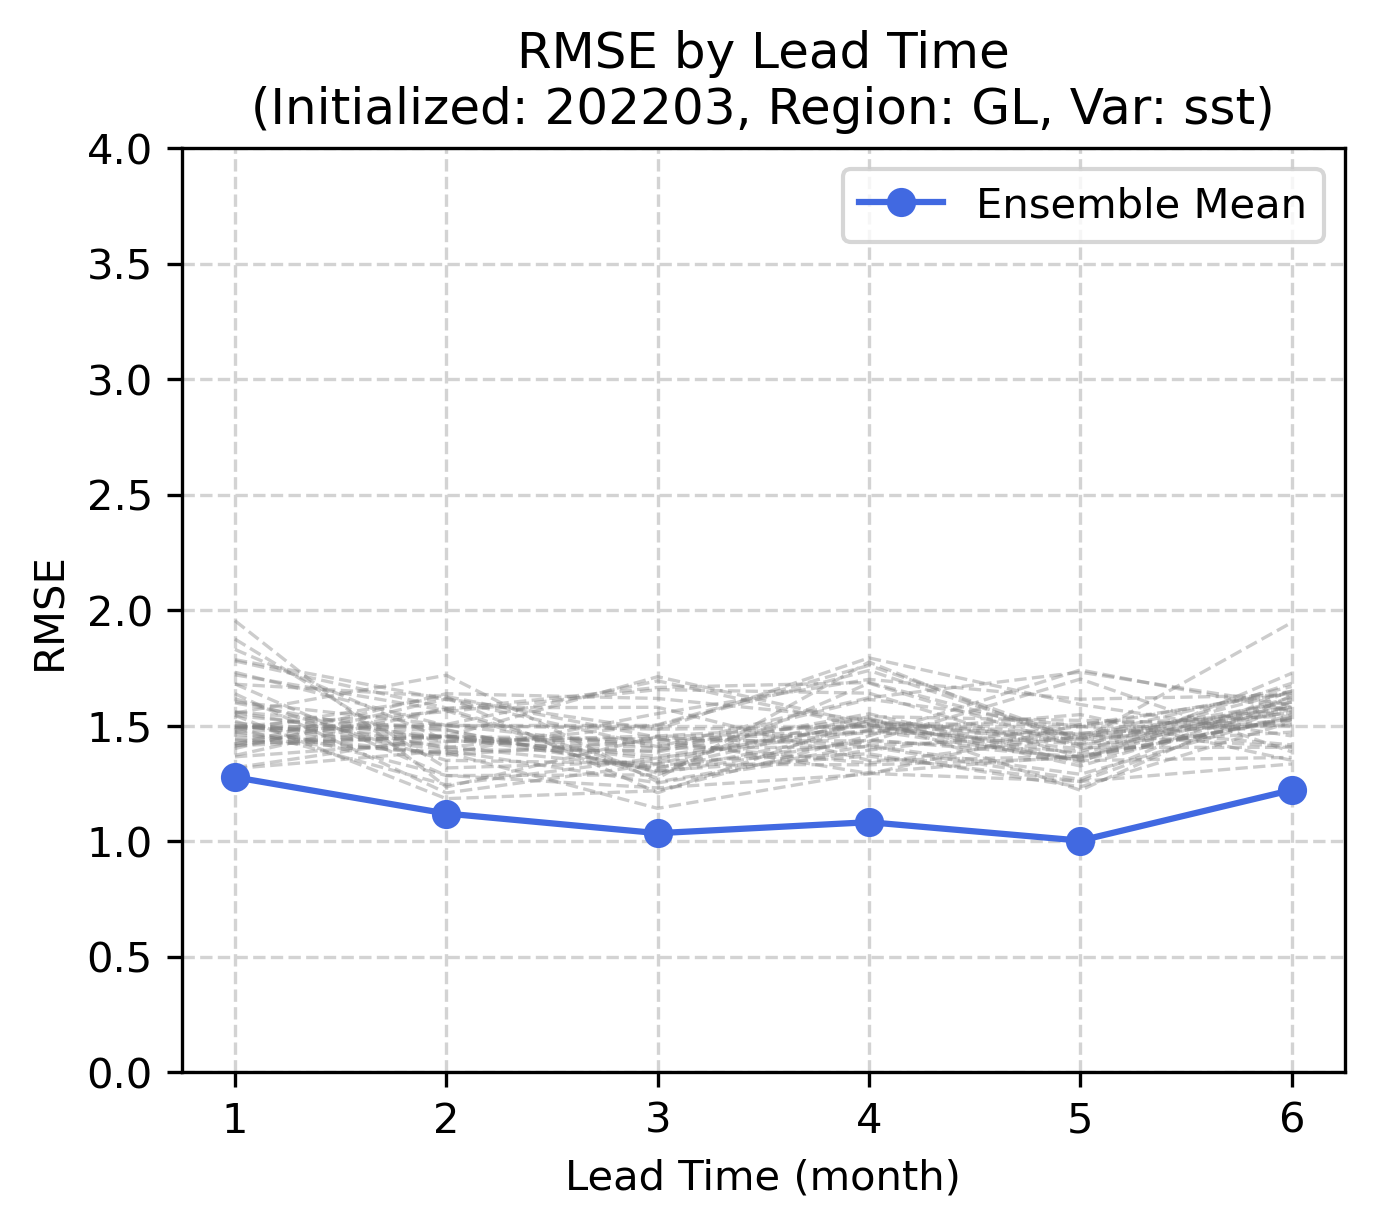 RMSE by Lead Time
(Initialized: 202203, Region: GL, Var: sst)
4.0
3.5
3.0
2.5
2.0
1.5
1.0
0.5
0.0
RMSE
Ensemble Mean
1 2 3 4 5 6
Lead Time (month)